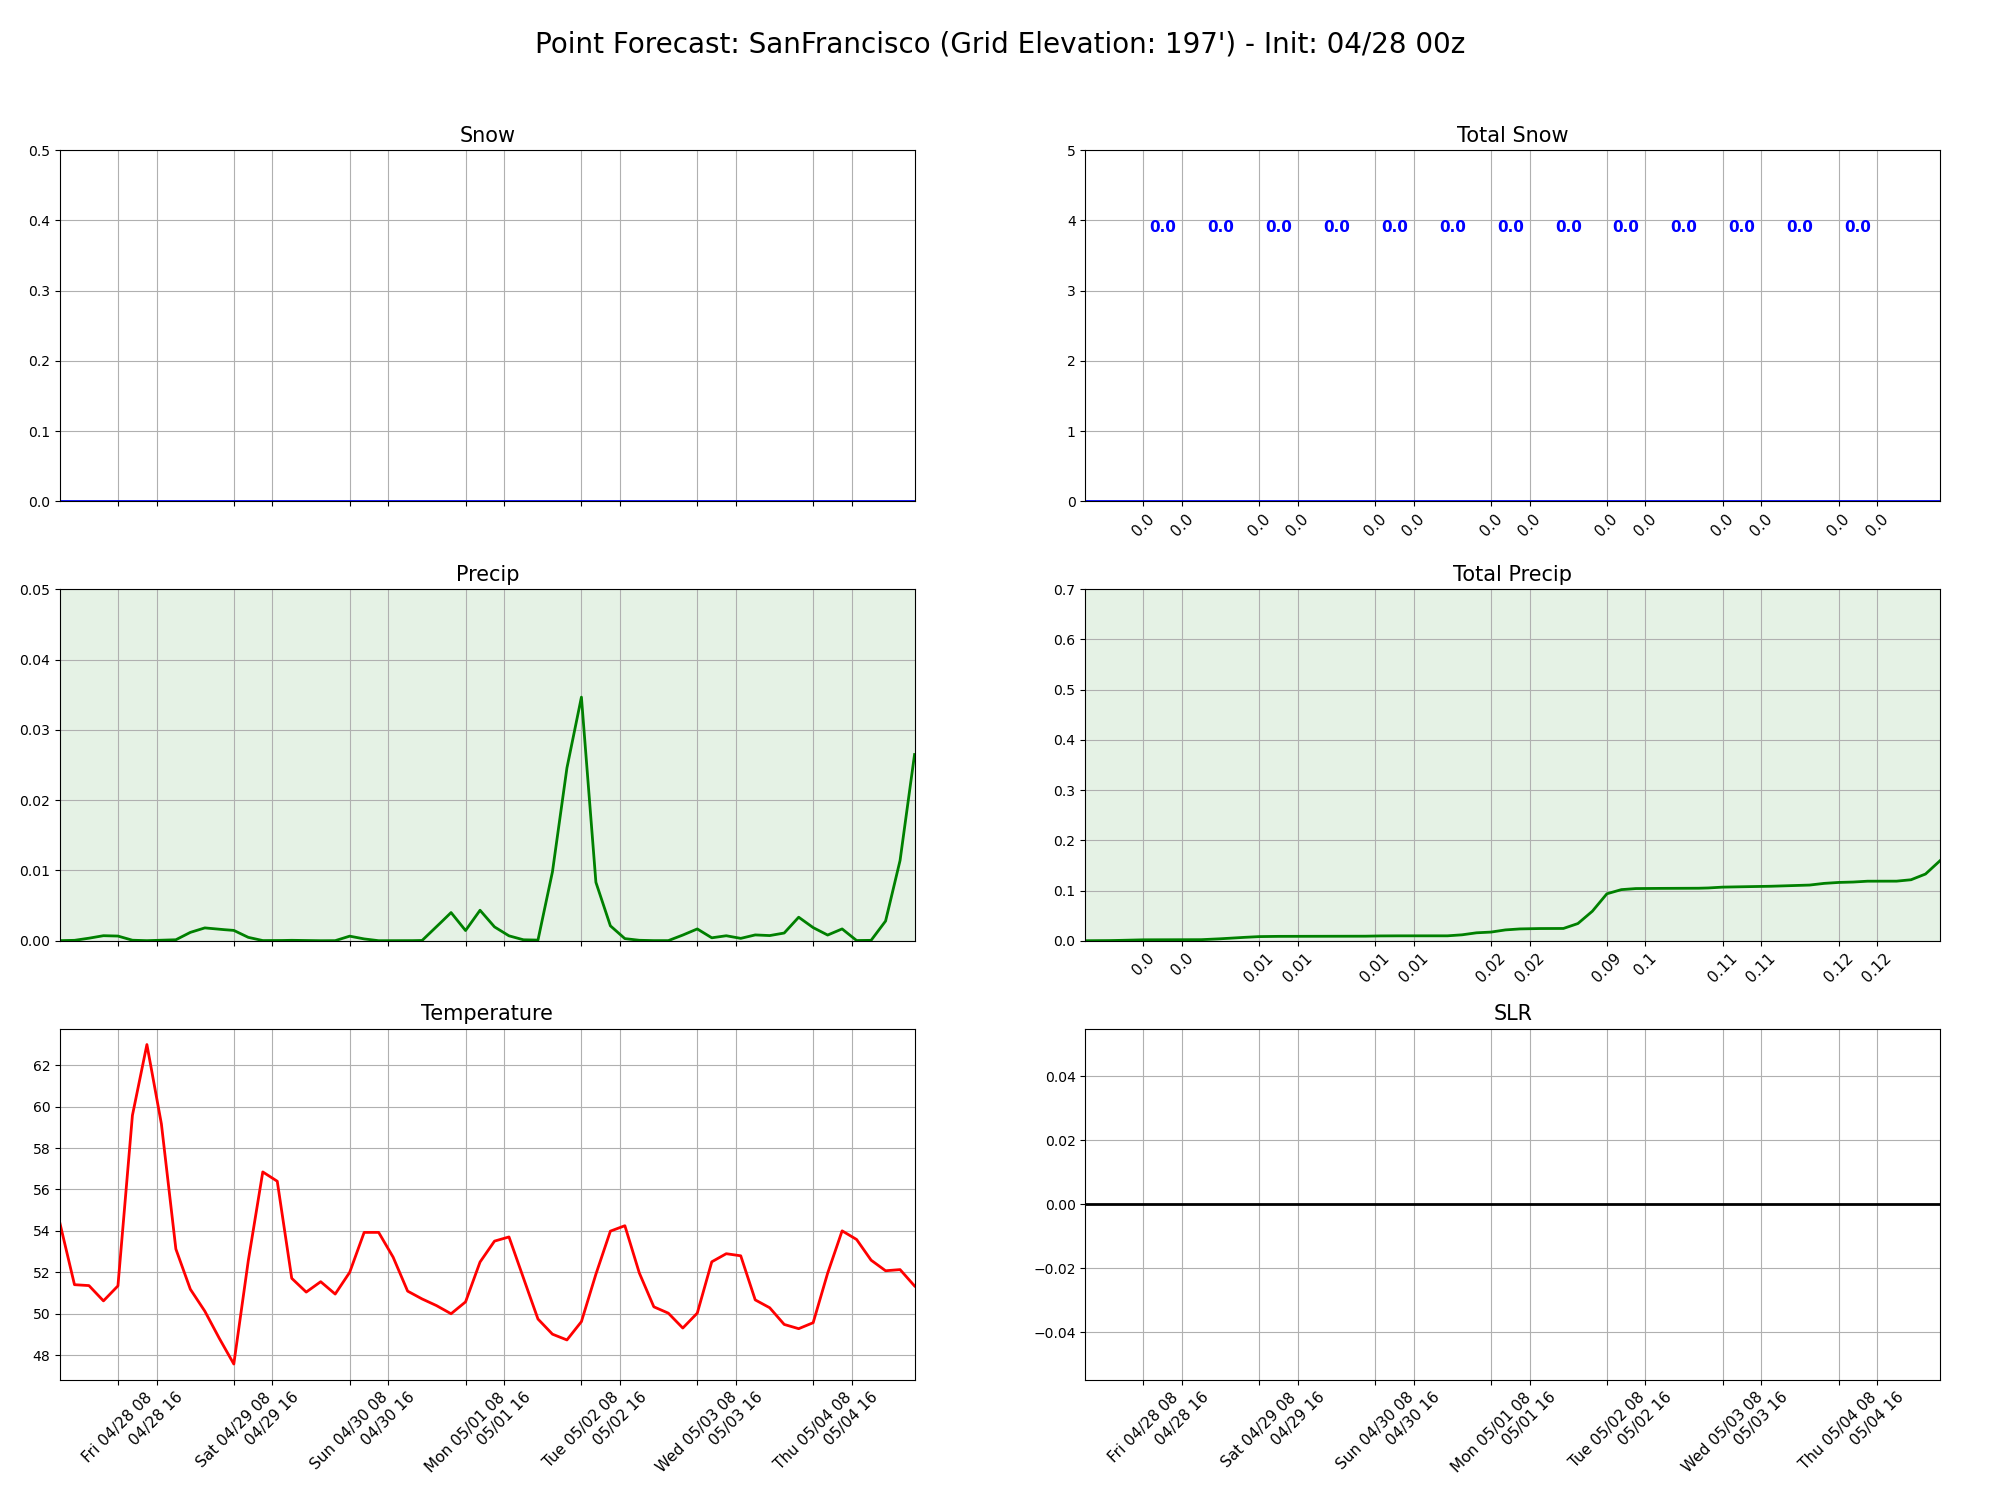 Point Forecast: SanFrancisco (Grid Elevation: 197') - Init: 04/28 00z
Snow
0.5
0.4
0.3
0.2
0.1
0.0
Total Snow
5
4
3
2
1
0
0.0 0.0 0.0 0.0 0.0 0.0 0.0 0.0 0.0 0.0 0.0 0.0 0.0
0.0 0.0 0.0 0.0 0.0 0.0 0.0 0.0 0.0 0.0 0.0 0.0 0.0 0.0
Precip
0.05
0.04
0.03
0.02
0.01
0.00
Total Precip
0.7
0.6
0.5
0.4
0.3
0.2
0.1
0.0
0.0 0.0 0.01 0.01 0.01 0.01 0.02 0.02 0.09 0.1 0.11 0.11 0.12 0.12
Temperature
62
60
58
56
54
52
50
48
Fri 04/28 08
04/28 16
Sat 04/29 08
04/29 16
Sun 04/30 08
04/30 16
Mon 05/01 08
05/01 16
Tue 05/02 08
05/02 16
Wed 05/03 08
05/03 16
Thu 05/04 08
05/04 16
SLR
0.04
0.02
0.00
−0.02
−0.04
Fri 04/28 08
04/28 16
Sat 04/29 08
04/29 16
Sun 04/30 08
04/30 16
Mon 05/01 08
05/01 16
Tue 05/02 08
05/02 16
Wed 05/03 08
05/03 16
Thu 05/04 08
05/04 16